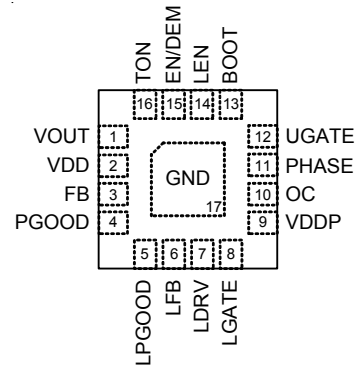 TON
EN/DEM
LEN
BOOT
16 15 14 13
VOUT 1
VDD 2
FB 3
PGOOD 4
12 UGATE
11 PHASE
10 OC
9 VDDP
GND
17
5 6 7 8
LPGOOD
LFB
LDRV
LGATE